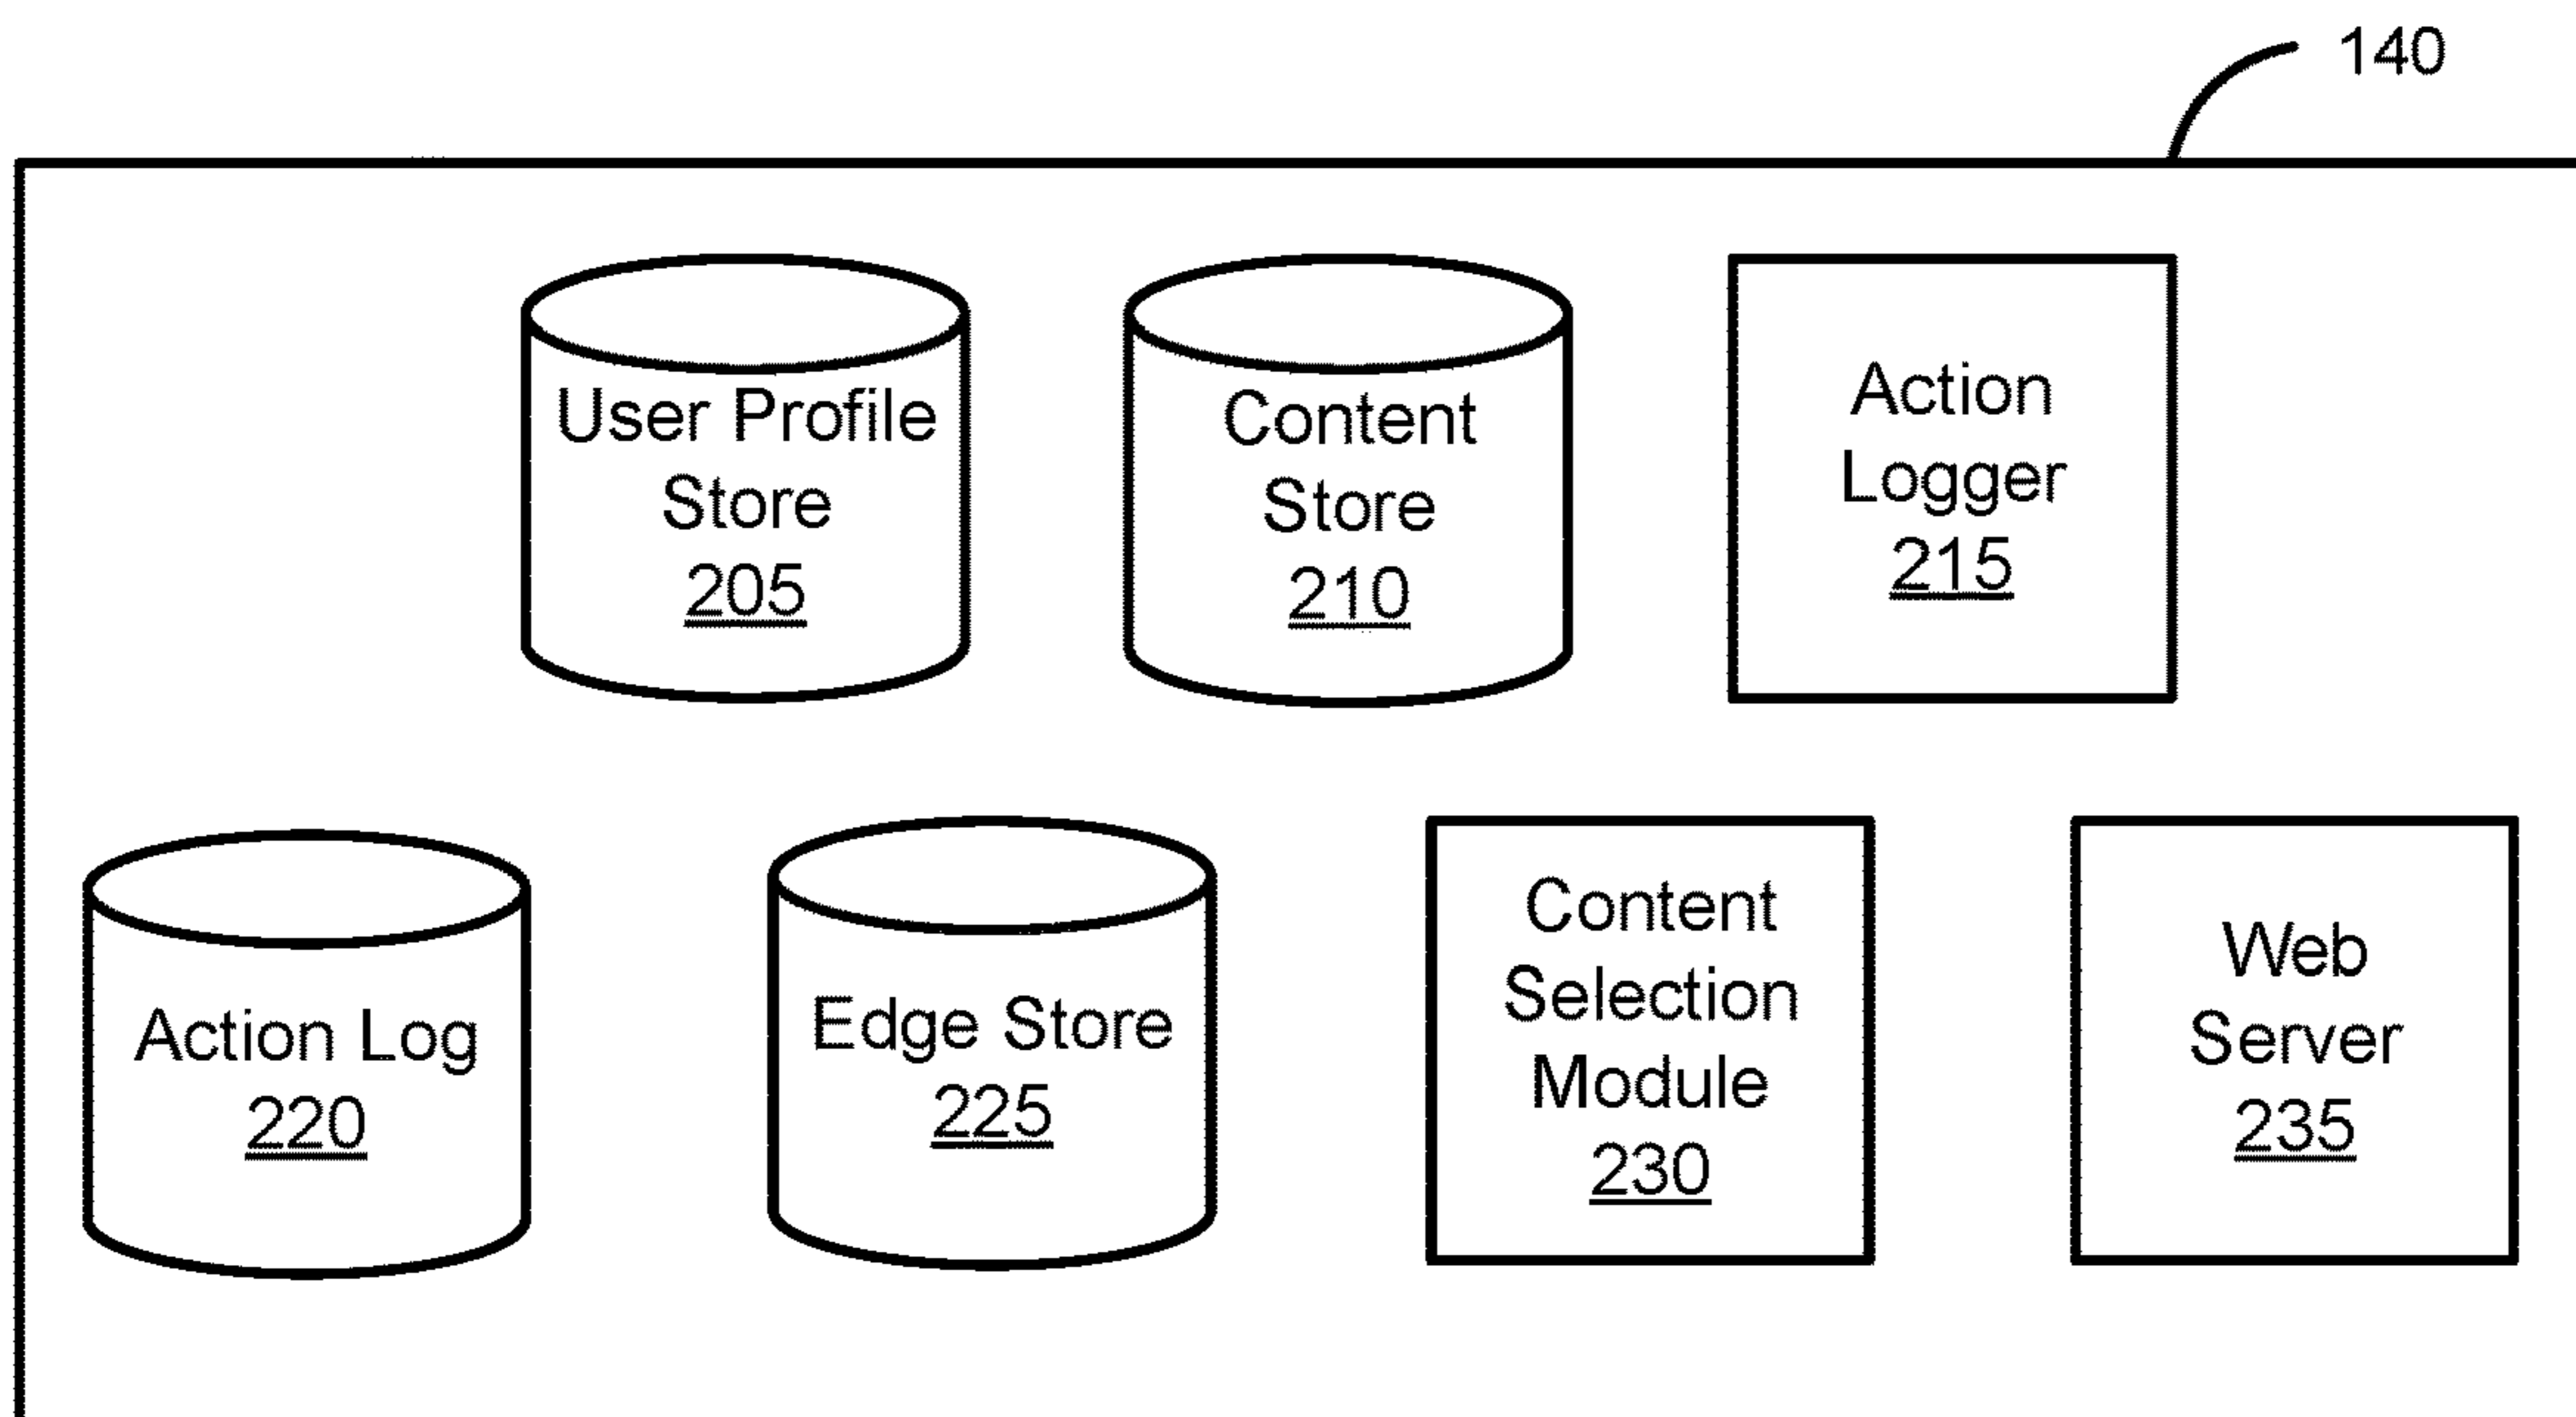 140
User Profile
Store
205
Content
Store
210
Action
Logger
215
Action Log
220
Edge Store
225
Content
Selection
Module
230
Web
Server
235